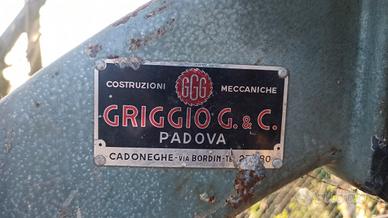 COSTRUZIONI GGG MECCANICHE
GRIGGIO G. & C.
PADOVA
CADONEGHE - VIA BORDIN -